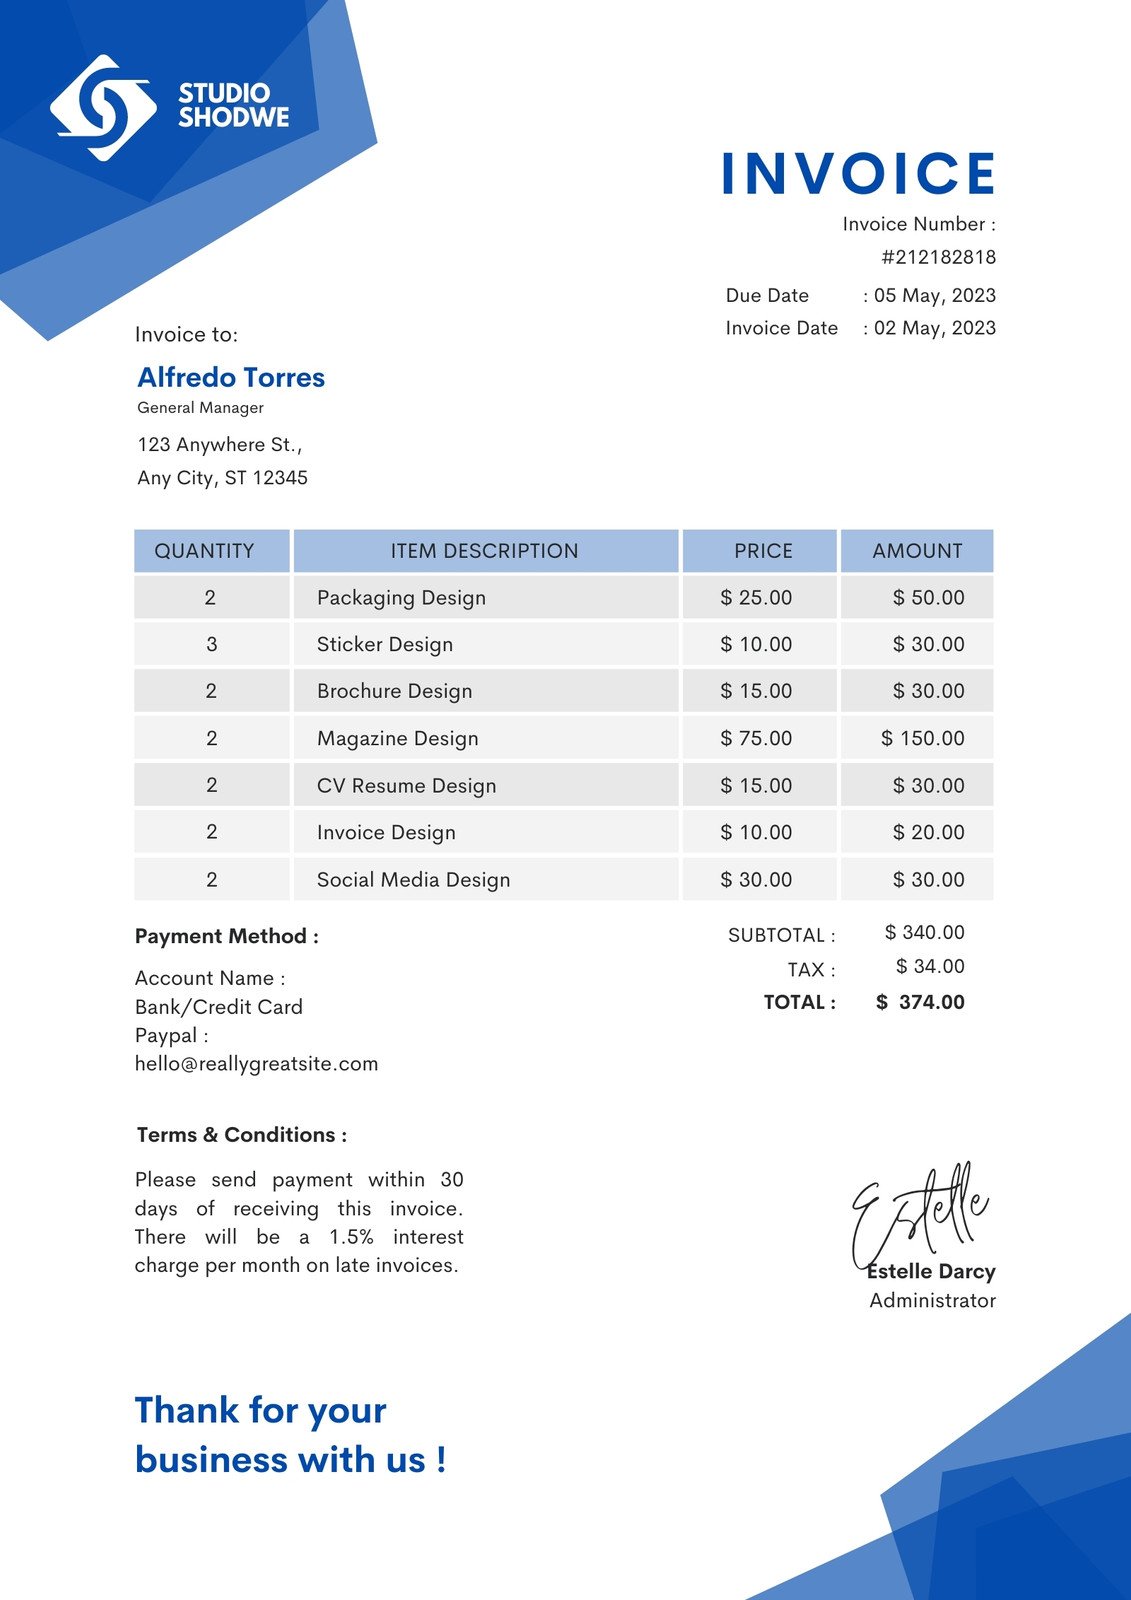 STUDIO
SHODWE
INVOICE
Invoice Number :
#212182818
Due Date : 05 May, 2023
Invoice Date : 02 May, 2023
Invoice to:
Alfredo Torres
General Manager
123 Anywhere St.,
Any City, ST 12345
QUANTITY ITEM DESCRIPTION PRICE AMOUNT
2 Packaging Design $ 25.00 $ 50.00
3 Sticker Design $ 10.00 $ 30.00
2 Brochure Design $ 15.00 $ 30.00
2 Magazine Design $ 75.00 $ 150.00
2 CV Resume Design $ 15.00 $ 30.00
2 Invoice Design $ 10.00 $ 20.00
2 Social Media Design $ 30.00 $ 30.00
SUBTOTAL : $ 340.00
TAX : $ 34.00
TOTAL : $ 374.00
Payment Method :
Account Name :
Bank/Credit Card
Paypal :
hello@reallygreatsite.com
Terms & Conditions :
Please send payment within 30
days of receiving this invoice.
There will be a 1.5% interest
charge per month on late invoices.
Estelle
Estelle Darcy
Administrator
Thank for your
business with us !